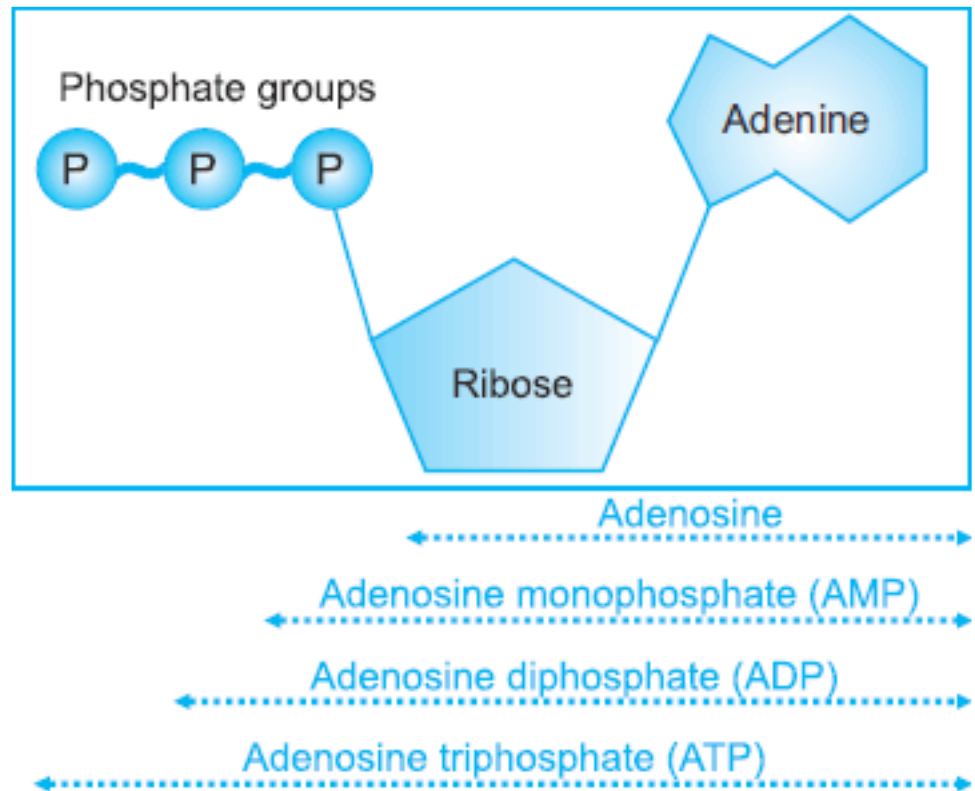 Phosphate groups
P P P
Adenine
Ribose
Adenosine
Adenosine monophosphate (AMP)
Adenosine diphosphate (ADP)
Adenosine triphosphate (ATP)